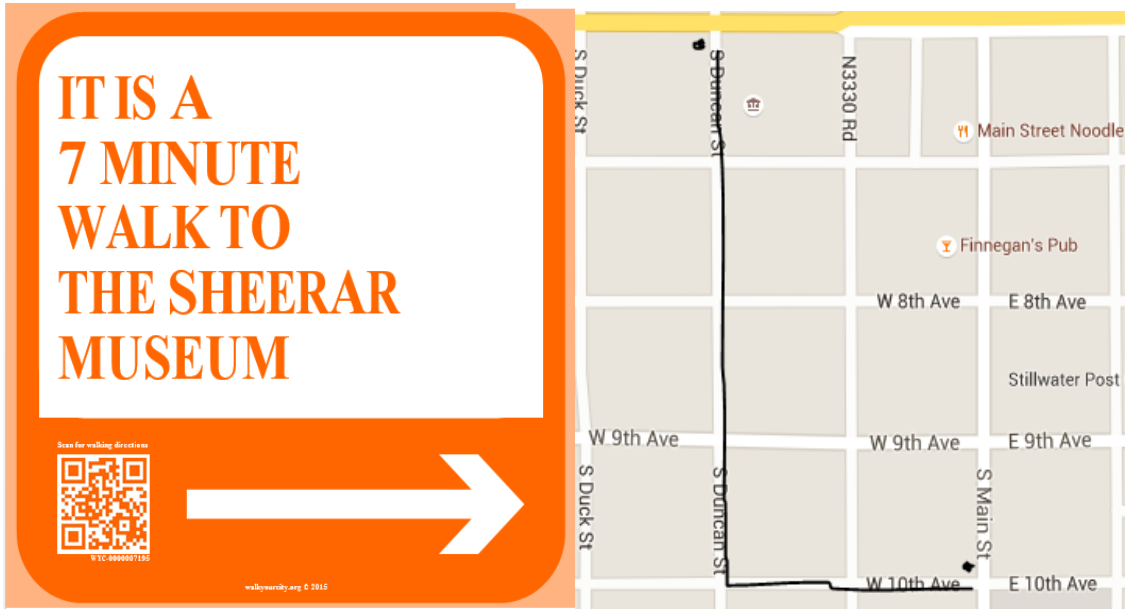 IT IS A
7 MINUTE
WALK TO
THE SHEERAR
MUSEUM
Scan for walking directions
WYC-0000007195
walkyourcity.org © 2015
S Duck St
S Duncan St
N3330 Rd
Main Street Noodle
Finnegan's Pub
W 8th Ave
E 8th Ave
Stillwater Post
W 9th Ave
W 9th Ave
E 9th Ave
S Duck St
S Duncan St
S Main St
W 10th Ave
E 10th Ave